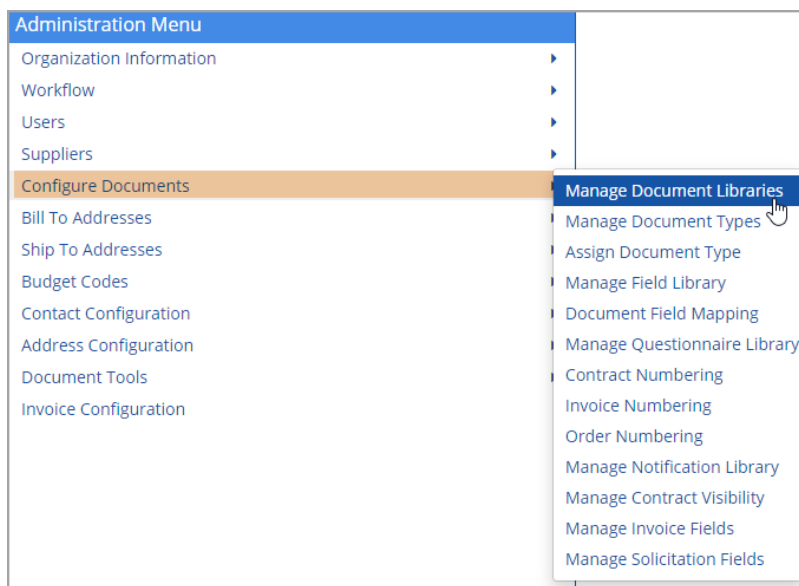 Administration Menu
Organization Information
Workflow
Users
Suppliers
Configure Documents
Bill To Addresses
Ship To Addresses
Budget Codes
Contact Configuration
Address Configuration
Document Tools
Invoice Configuration
Manage Document Libraries
Manage Document Types
Assign Document Type
Manage Field Library
Document Field Mapping
Manage Questionnaire Library
Contract Numbering
Invoice Numbering
Order Numbering
Manage Notification Library
Manage Contract Visibility
Manage Invoice Fields
Manage Solicitation Fields